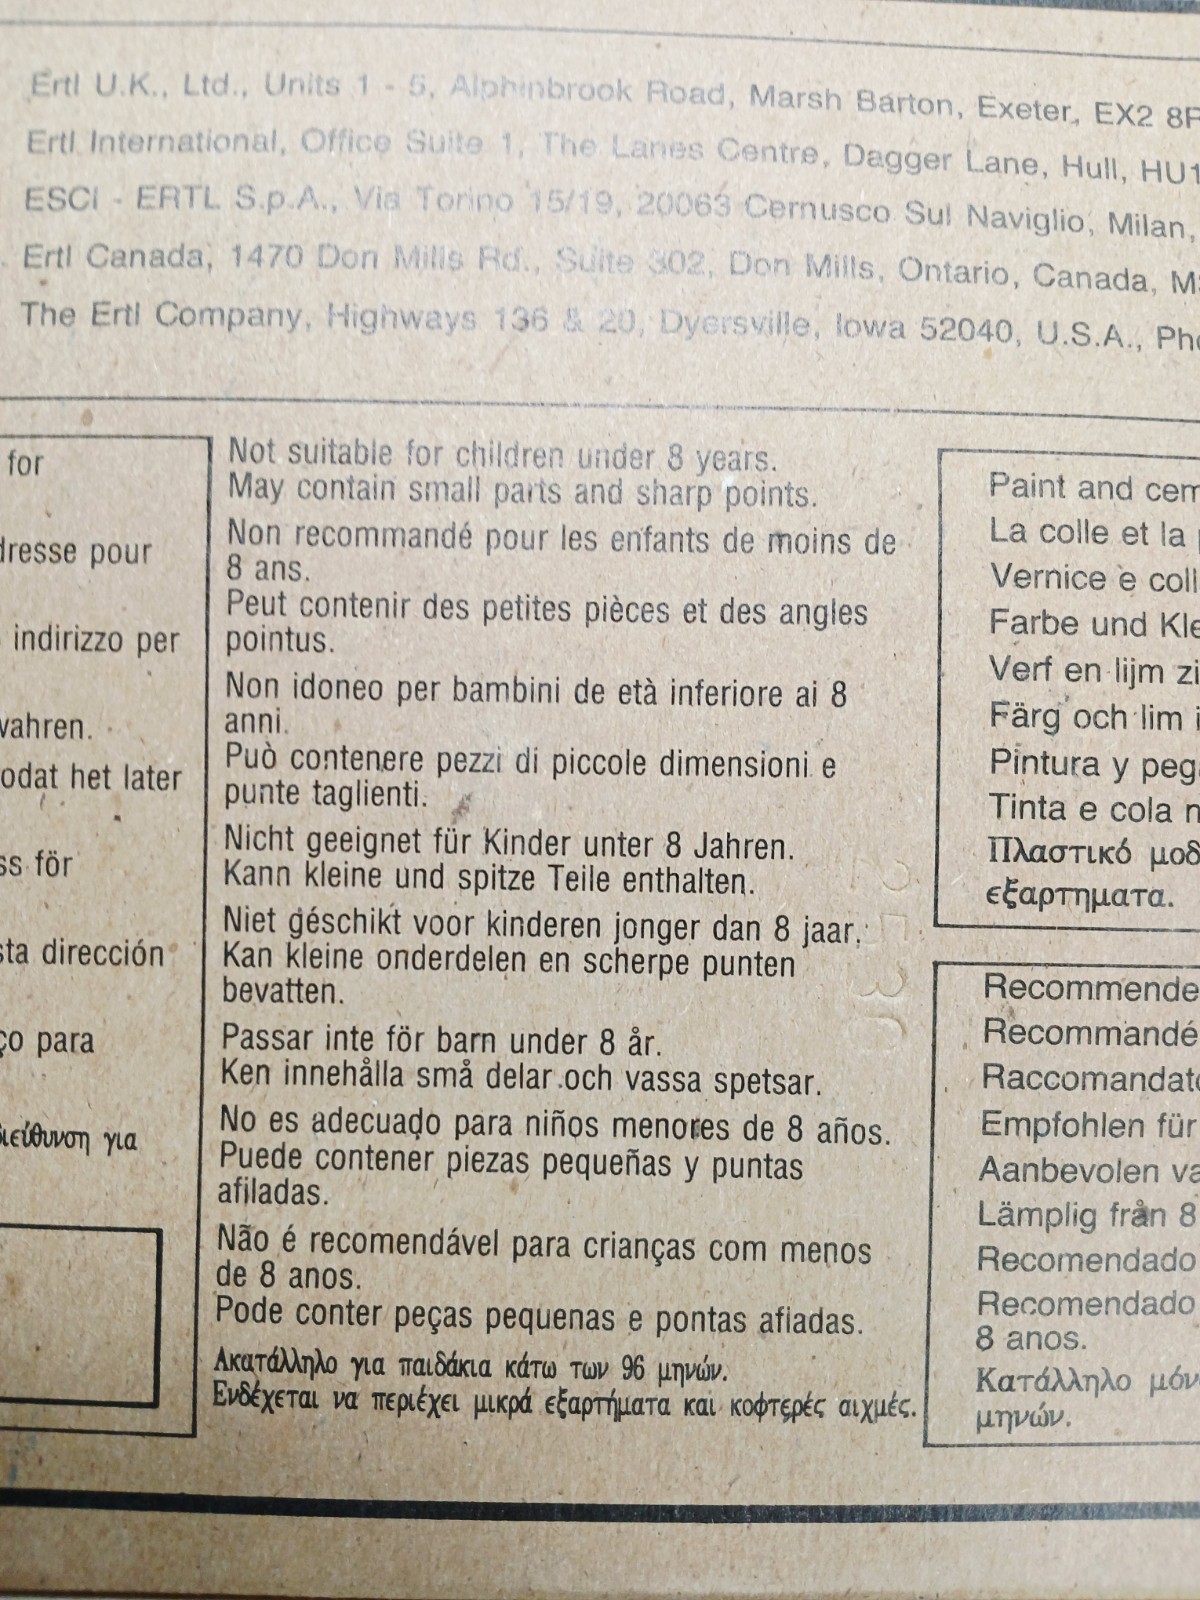 Ertl U.K., Ltd., Units 1 - 5, Alphinbrook Road, Marsh Barton, Exeter, EX2 8
Ertl International, Office Suite 1, The Lanes Centre, Dagger Lane, Hull, HU1
ESCI - ERTL S.p.A., Via Torino 15/19, 20063 Cernusco Sul Naviglio, Milan,
Ertl Canada, 1470 Don Mills Rd., Suite 302, Don Mills, Ontario, Canada, M
The Ertl Company, Highways 136 & 20, Dyersville, Iowa 52040, U.S.A., Pho
for
dresse pour
indirizzo per
wahren.
odat het later
ss för
sta dirección
ço para
διεύθυνση για
Not suitable for children under 8 years.
May contain small parts and sharp points.
Non recommandé pour les enfants de moins de
8 ans.
Peut contenir des petites pièces et des angles
pointus.
Non idoneo per bambini de età inferiore ai 8
anni.
Può contenere pezzi di piccole dimensioni e
punte taglienti.
Nicht geeignet für Kinder unter 8 Jahren.
Kann kleine und spitze Teile enthalten.
Niet geschikt voor kinderen jonger dan 8 jaar.
Kan kleine onderdelen en scherpe punten
bevatten.
Passar inte för barn under 8 år.
Ken innehålla små delar och vassa spetsar.
No es adecuado para niños menores de 8 años.
Puede contener piezas pequeñas y puntas
afiladas.
Não é recomendável para crianças com menos
de 8 anos.
Pode conter peças pequenas e pontas afiadas.
Ακατάλληλο για παιδάκια κάτω των 96 μηνών.
Ενδέχεται να περιέχει μικρά εξαρτήματα και κοφτερές αιχμές.
Paint and cem
La colle et la p
Vernice e coll
Farbe und Kle
Verf en lijm zi
Färg och lim i
Pintura y pega
Tinta e cola n
Πλαστικό μοδ
εξαρτηματα.
Recommende
Recommandé
Raccomandato
Empfohlen für
Aanbevolen va
Lämplig från 8
Recomendado
Recomendado
8 anos.
Κατάλληλο μόν
μηνών.